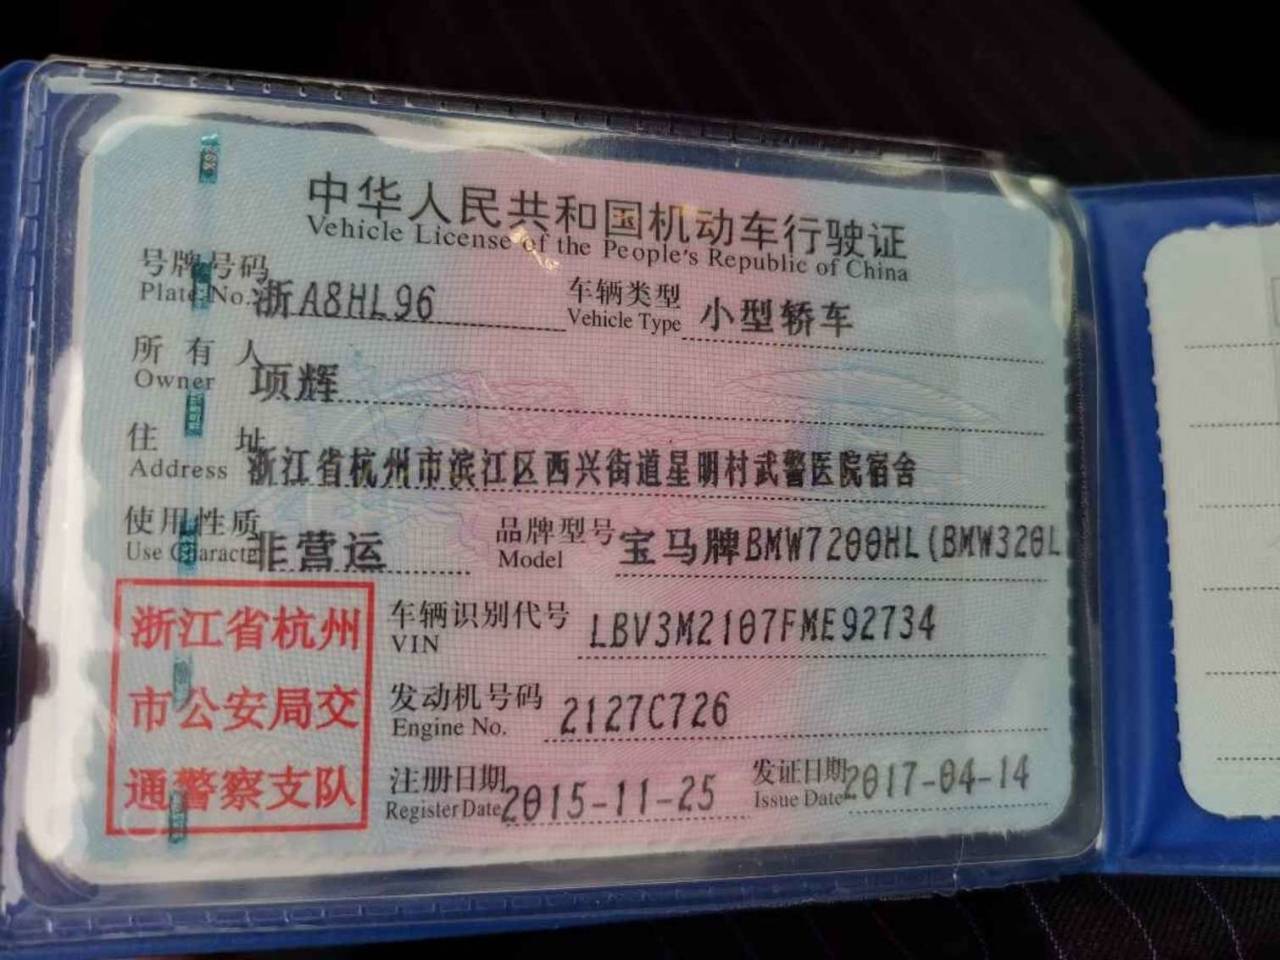 中华人民共和国机动车行驶证
Vehicle License of the People's Republic of China
号牌号码 浙A8HL96 车辆类型 小型轿车
Plate No. Vehicle Type
所有人 项辉
Owner
住址 浙江省杭州市滨江区西兴街道星明村武警医院宿舍
Address
使用性质 非营运 品牌型号 宝马牌BMW7200HL(BMW320L
Use Characte Model
浙江省杭州
市公安局交
通警察支队
车辆识别代号 LBV3M2107FME92734
VIN
发动机号码 2127C726
Engine No.
注册日期 2015-11-25 发证日期 2017-04-14
Register Date Issue Date